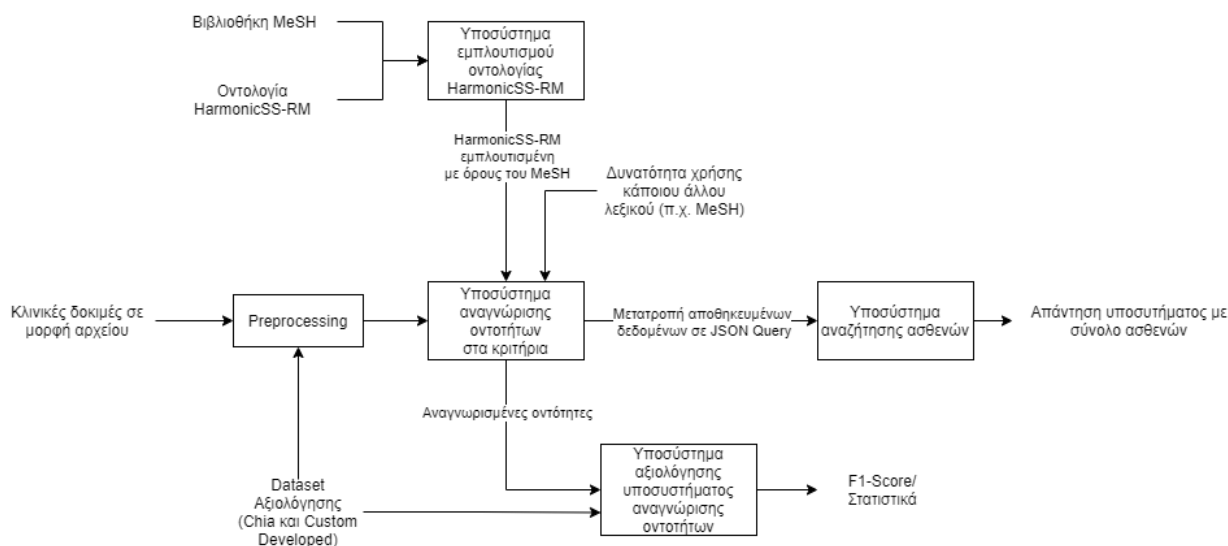 Βιβλιοθήκη MeSH
Οντολογία
HarmonicSS-RM
Υποσύστημα
εμπλουτισμού
οντολογίας
HarmonicSS-RM
HarmonicSS-RM
εμπλουτισμένη
με όρους του MeSH
Δυνατότητα χρήσης
κάποιου άλλου
λεξικού (π.χ. MeSH)
Κλινικές δοκιμές σε
μορφή αρχείου
Preprocessing
Υποσύστημα
αναγνώρισης
οντοτήτων
στα κριτήρια
Μετατροπή αποθηκευμένων
δεδομένων σε JSON Query
Υποσύστημα
αναζήτησης ασθενών
Απάντηση υποσυτήματος με
σύνολο ασθενών
Αναγνωρισμένες οντότητες
Dataset
Αξιολόγησης
(Chia και Custom
Developed)
Υποσύστημα
αξιολόγησης
υποσυστήματος
αναγνώρισης
οντοτήτων
F1-Score/
Στατιστικά